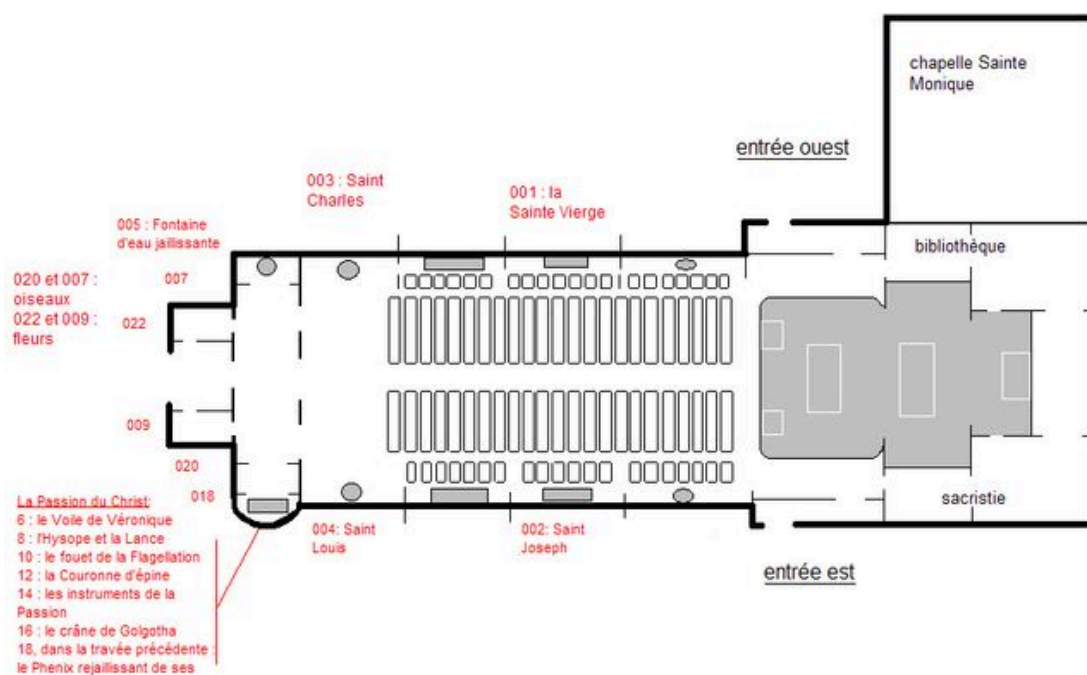 chapelle Sainte
Monique
entrée ouest
003 : Saint
Charles
001 : la
Sainte Vierge
005 : Fontaine
d'eau jaillissante
bibliothèque
020 et 007 :
oiseaux
022 et 009 :
fleurs
007
022
009
020
018
sacristie
La Passion du Christ:
6 : le Voile de Véronique
8 : l'Hysope et la Lance
10 : le fouet de la Flagellation
12 : la Couronne d'épine
14 : les instruments de la
Passion
16 : le crâne de Golgotha
18, dans la travée précédente :
le Phenix rejaillissant de ses
004: Saint
Louis
002: Saint
Joseph
entrée est